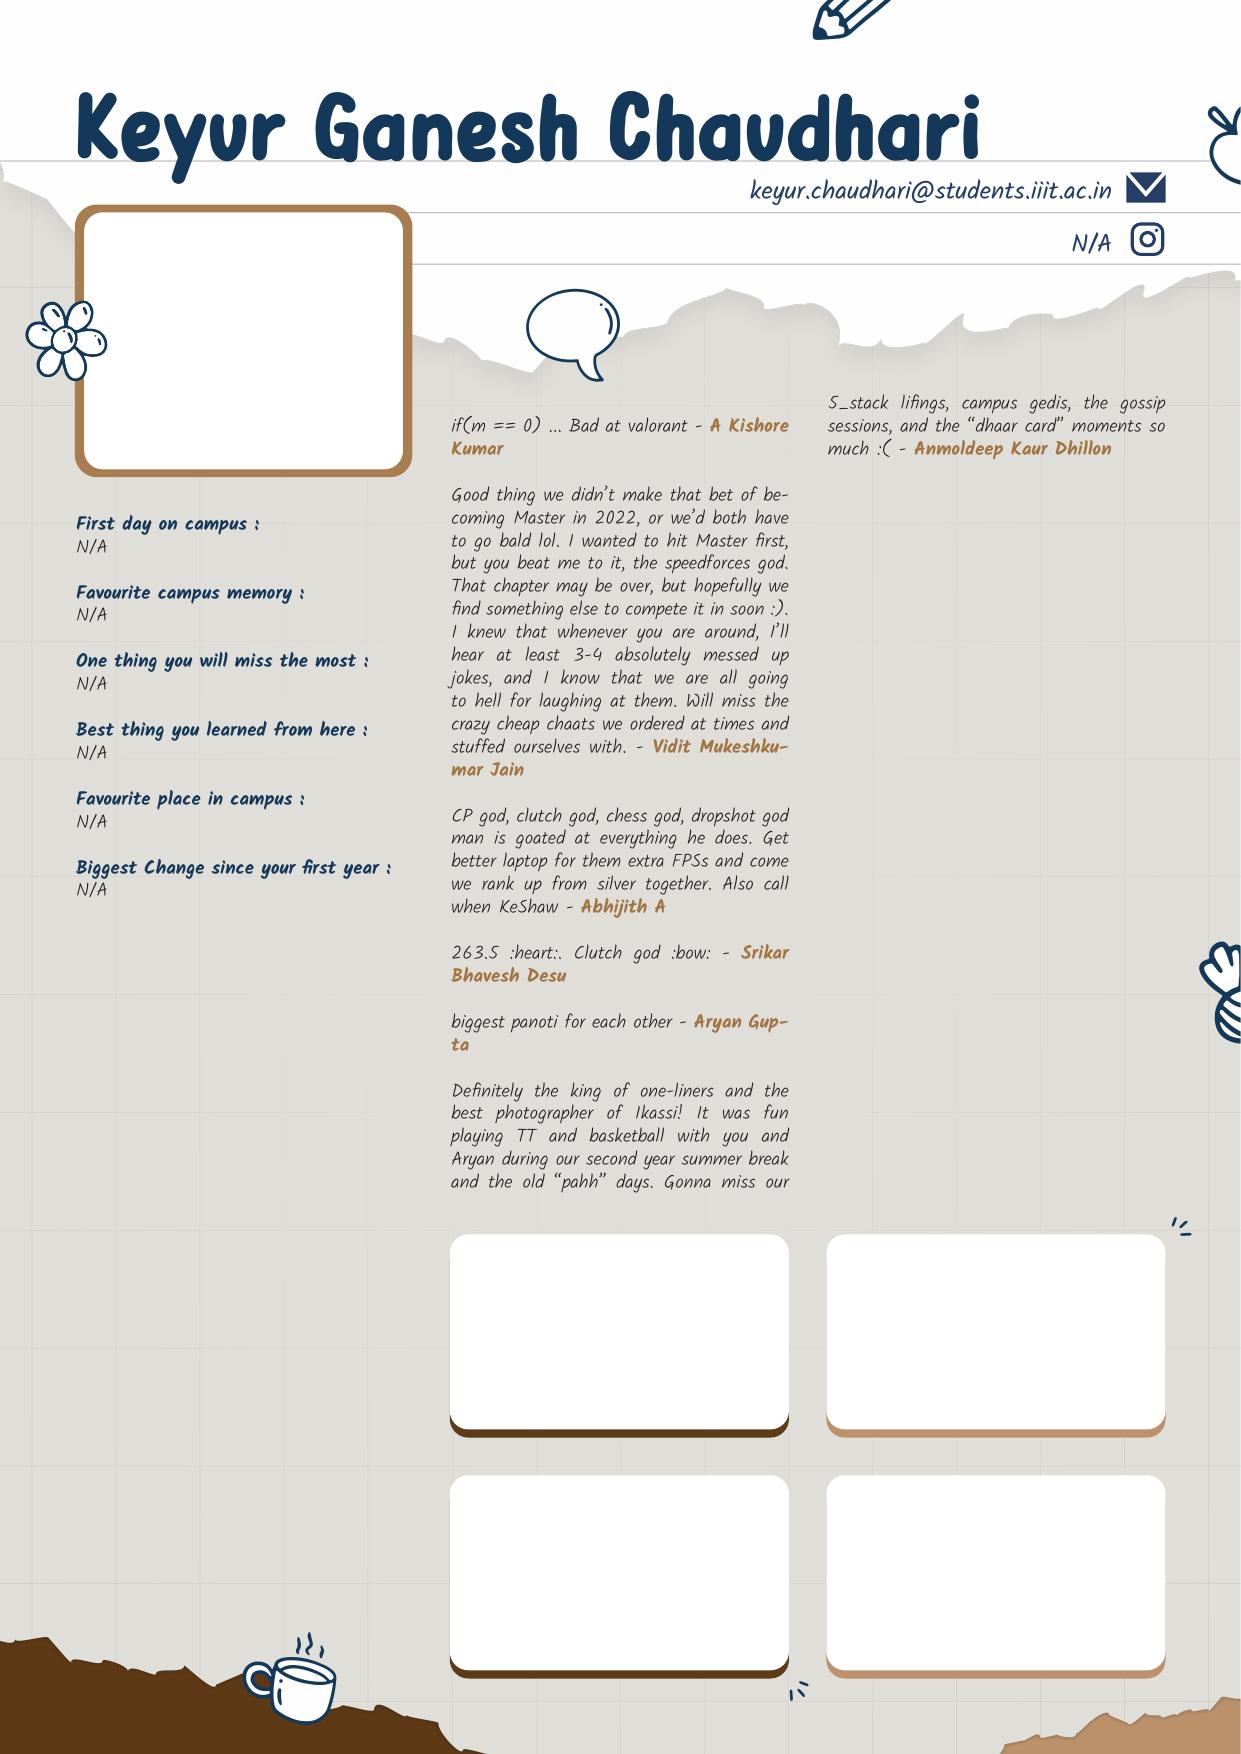 Keyur Ganesh Chaudhari
keyur.chaudhari@students.iiit.ac.in
N/A
First day on campus :
N/A
Favourite campus memory :
N/A
One thing you will miss the most :
N/A
Best thing you learned from here :
N/A
Favourite place in campus :
N/A
Biggest Change since your first year :
N/A
if(m == 0) ... Bad at valorant - A Kishore
Kumar
Good thing we didn’t make that bet of be-
coming Master in 2022, or we’d both have
to go bald lol. I wanted to hit Master first,
but you beat me to it, the speedforces god.
That chapter may be over, but hopefully we
find something else to compete it in soon :).
I knew that whenever you are around, I’ll
hear at least 3-4 absolutely messed up
jokes, and I know that we are all going
to hell for laughing at them. Will miss the
crazy cheap chaats we ordered at times and
stuffed ourselves with. - Vidit Mukeshku-
mar Jain
CP god, clutch god, chess god, dropshot god
man is goated at everything he does. Get
better laptop for them extra FPSs and come
we rank up from silver together. Also call
when KeShaw - Abhijith A
263.5 :heart:. Clutch god :bow: - Srikar
Bhavesh Desu
biggest panoti for each other - Aryan Gup-
ta
Definitely the king of one-liners and the
best photographer of Ikassi! It was fun
playing TT and basketball with you and
Aryan during our second year summer break
and the old “pahh” days. Gonna miss our
5_stack lifings, campus gedis, the gossip
sessions, and the “dhaar card” moments so
much :( - Anmoldeep Kaur Dhillon